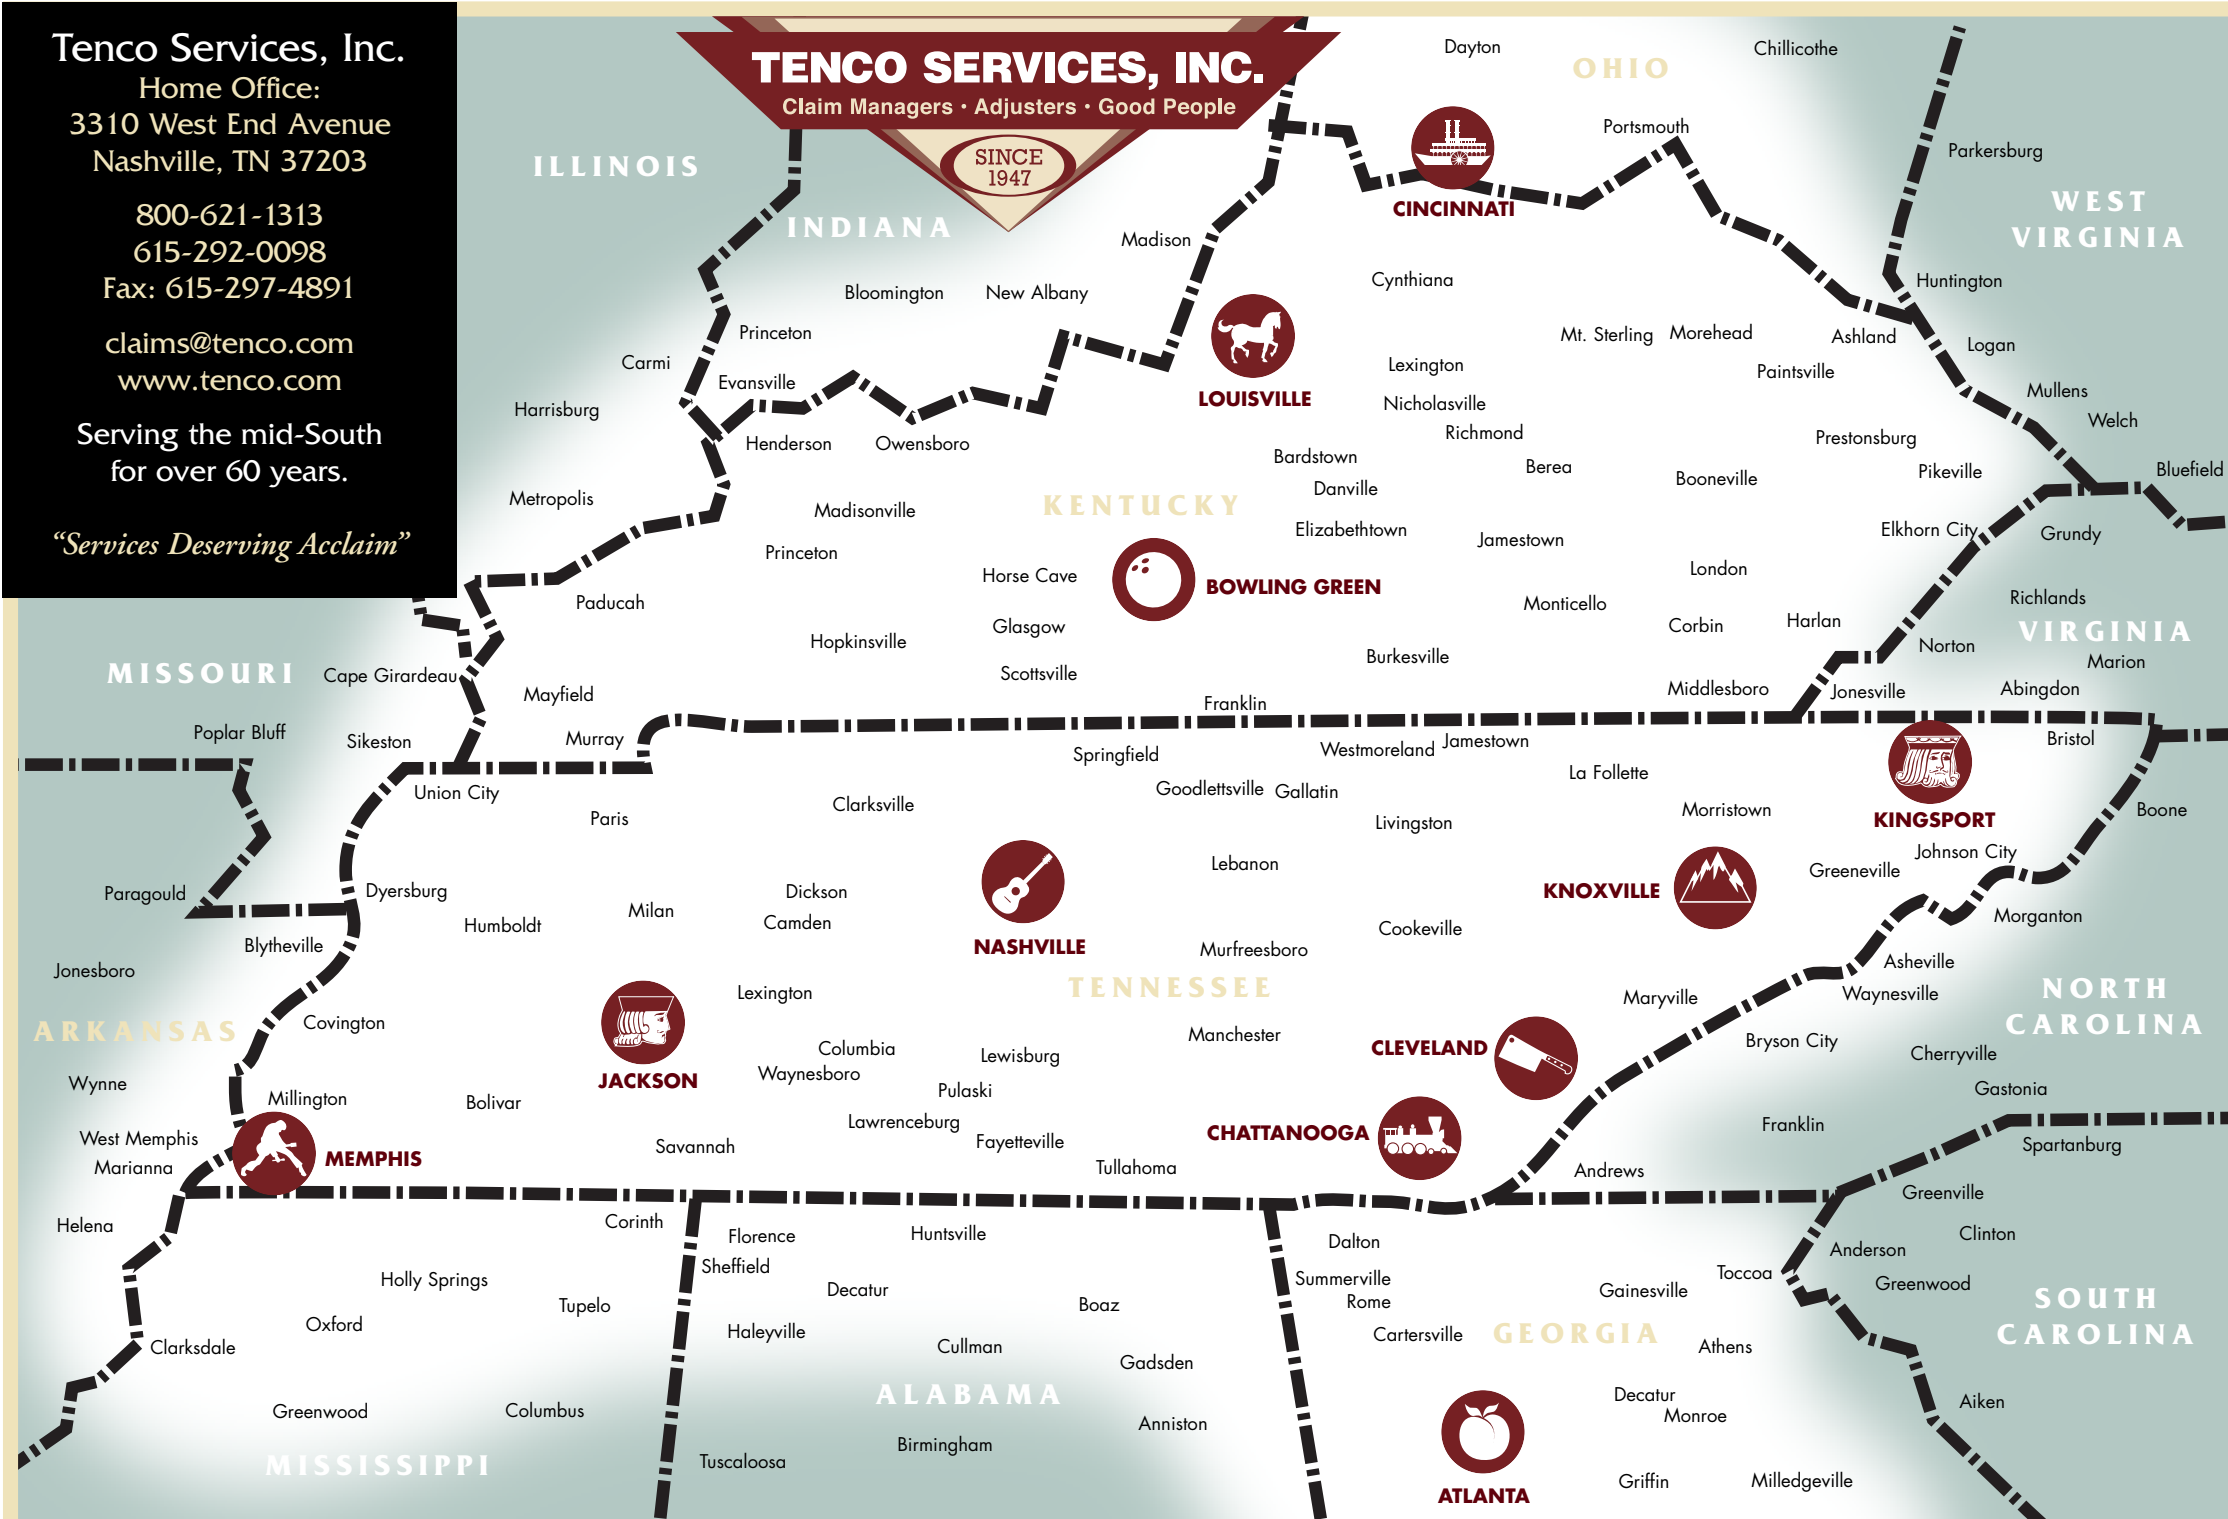 Tenco Services, Inc.
Home Office:
3310 West End Avenue
Nashville, TN 37203
800-621-1313
615-292-0098
Fax: 615-297-4891
claims@tenco.com
www.tenco.com
Serving the mid-South
for over 60 years.
“Services Deserving Acclaim”
TENCO SERVICES, INC.
Claim Managers • Adjusters • Good People
SINCE
1947
ILLINOIS
Carmi
Harrisburg
Metropolis
INDIANA
Madison
Bloomington
New Albany
Princeton
Evansville
OHIO
Dayton
Chillicothe
Portsmouth
CINCINNATI
WEST
VIRGINIA
Parkersburg
Huntington
Logan
Mullens
Welch
Bluefield
KENTUCKY
Cynthiana
LOUISVILLE
Mt. Sterling
Morehead
Ashland
Lexington
Paintsville
Nicholasville
Richmond
Henderson
Owensboro
Bardstown
Prestonsburg
Berea
Danville
Booneville
Pikeville
Madisonville
Elizabethtown
Jamestown
Elkhorn City
Princeton
Horse Cave
BOWLING GREEN
London
Paducah
Monticello
Glasgow
Corbin
Harlan
Hopkinsville
Burkesville
Scottsville
Mayfield
Middlesboro
Franklin
Murray
VIRGINIA
Grundy
Richlands
Norton
Marion
Jonesville
Abingdon
MISSOURI
Cape Girardeau
Poplar Bluff
Sikeston
TENNESSEE
Springfield
Westmoreland
Jamestown
Bristol
La Follette
Union City
Goodlettsville
Gallatin
Clarksville
Paris
Livingston
Morristown
KINGSPORT
Johnson City
Lebanon
Greeneville
Dyersburg
Dickson
KNOXVILLE
Humboldt
Milan
Camden
Cookeville
NASHVILLE
Murfreesboro
Lexington
Maryville
Covington
Manchester
Columbia
Lewisburg
CLEVELAND
Waynesboro
JACKSON
Pulaski
Millington
Bolivar
Lawrenceburg
CHATTANOOGA
Fayetteville
Savannah
MEMPHIS
Tullahoma
ARKANSAS
Paragould
Blytheville
Jonesboro
Wynne
West Memphis
Marianna
Helena
NORTH
CAROLINA
Boone
Morganton
Asheville
Waynesville
Bryson City
Cherryville
Gastonia
Franklin
Andrews
SOUTH
CAROLINA
Spartanburg
Greenville
Clinton
Anderson
Greenwood
Aiken
MISSISSIPPI
Corinth
Holly Springs
Tupelo
Oxford
Clarksdale
Greenwood
Columbus
ALABAMA
Florence
Huntsville
Sheffield
Decatur
Boaz
Haleyville
Cullman
Gadsden
Anniston
Birmingham
Tuscaloosa
GEORGIA
Dalton
Summerville
Toccoa
Rome
Gainesville
Cartersville
Athens
Decatur
Monroe
ATLANTA
Griffin
Milledgeville